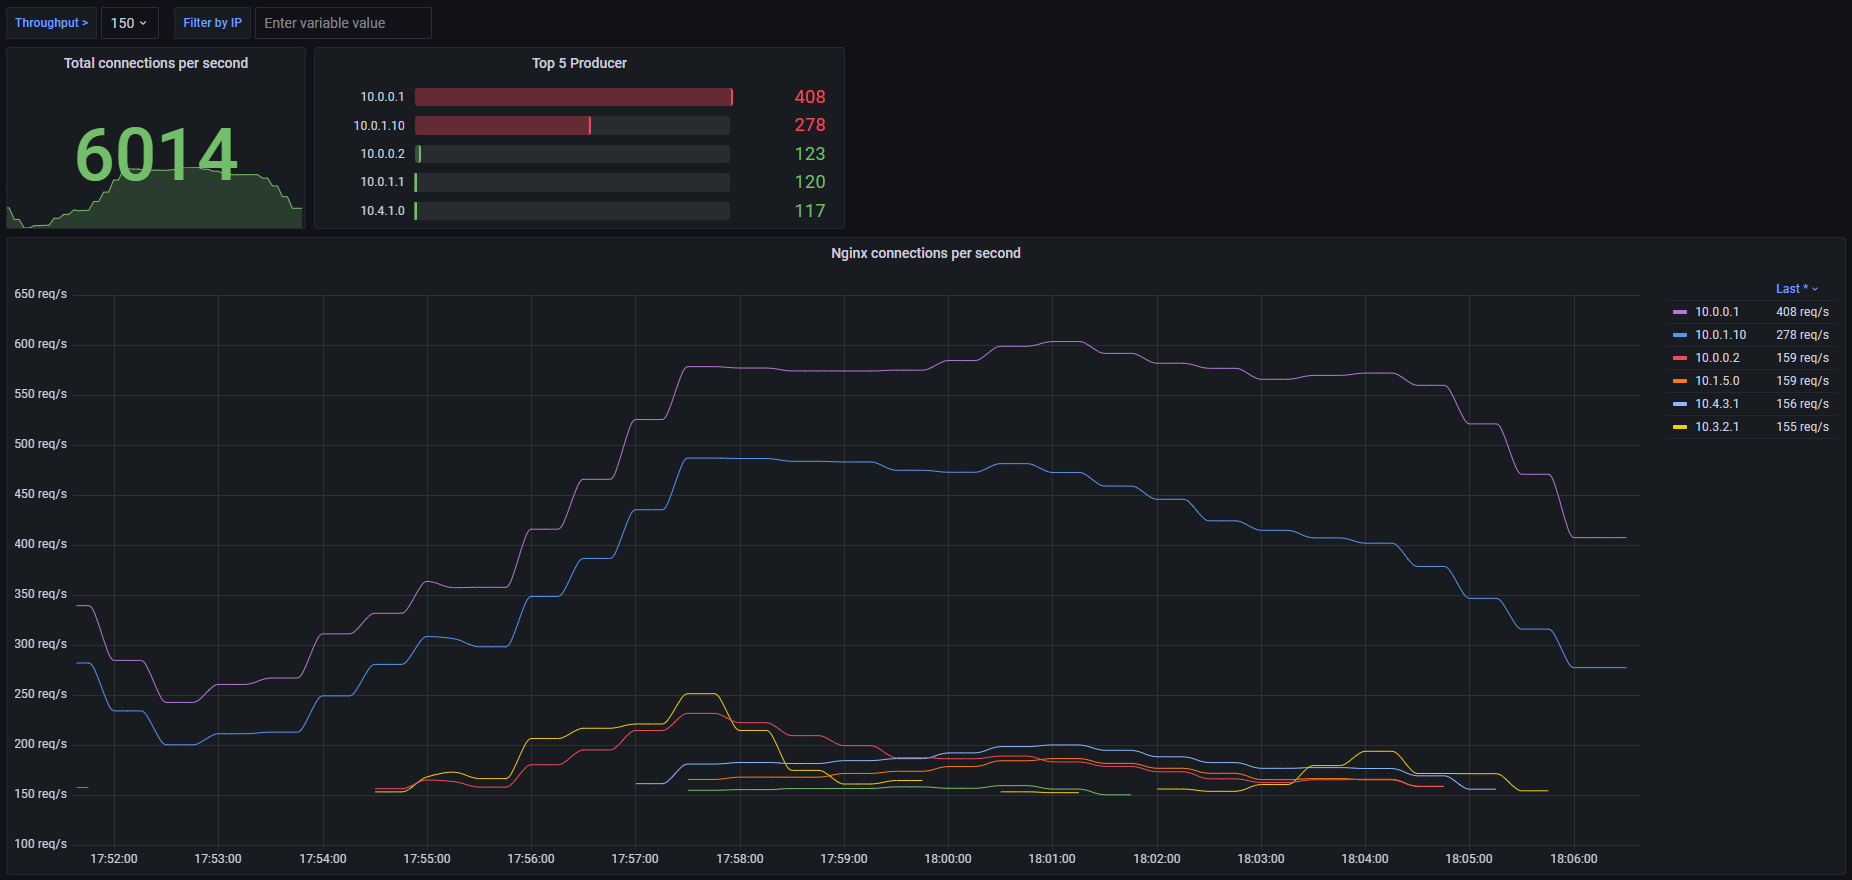 Throughput > 150 Filter by IP Enter variable value
Total connections per second
6014
Top 5 Producer
10.0.0.1 408
10.0.1.10 278
10.0.0.2 123
10.0.1.1 120
10.4.1.0 117
Nginx connections per second
650 req/s
600 req/s
550 req/s
500 req/s
450 req/s
400 req/s
350 req/s
300 req/s
250 req/s
200 req/s
150 req/s
100 req/s
17:52:00 17:53:00 17:54:00 17:55:00 17:56:00 17:57:00 17:58:00 17:59:00 18:00:00 18:01:00 18:02:00 18:03:00 18:04:00 18:05:00 18:06:00
Last *
10.0.0.1 408 req/s
10.0.1.10 278 req/s
10.0.0.2 159 req/s
10.1.5.0 159 req/s
10.4.3.1 156 req/s
10.3.2.1 155 req/s